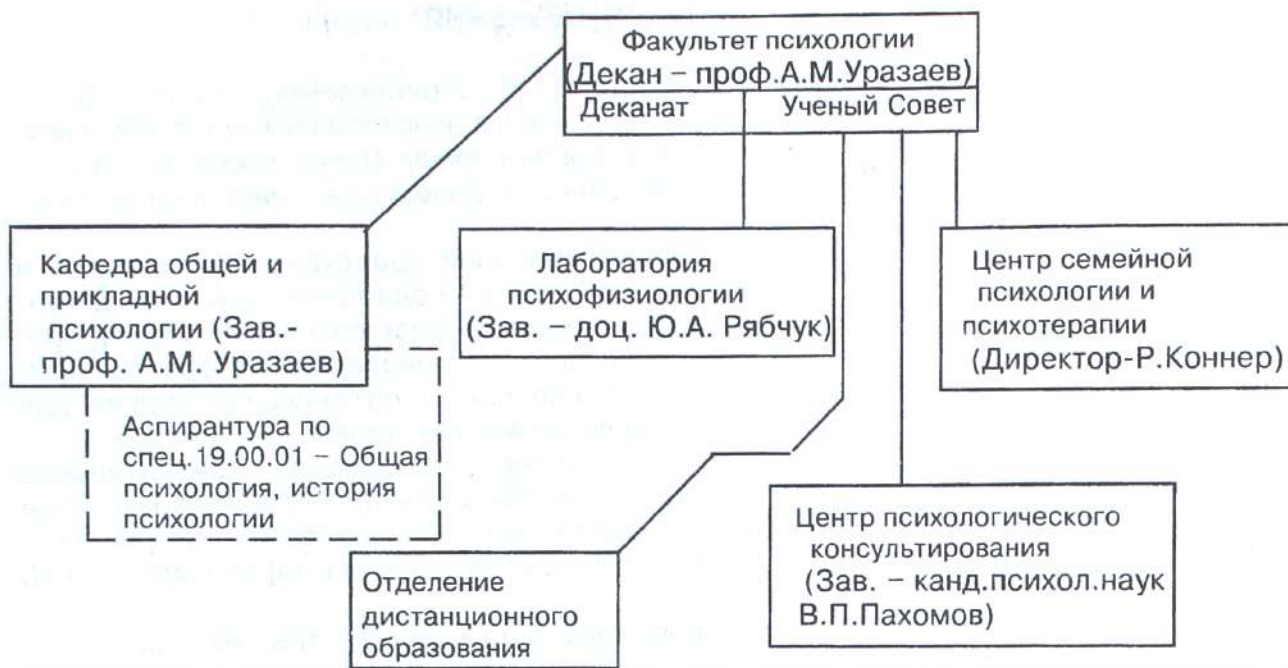 Факультет психологии
(Декан – проф.А.М.Уразаев)
Деканат
Ученый Совет
Кафедра общей и
прикладной
психологии (Зав.-
проф. А.М. Уразаев)
Лаборатория
психофизиологии
(Зав. – доц. Ю.А. Рябчук)
Центр семейной
психологии и
психотерапии
(Директор-Р.Коннер)
Аспирантура по
спец.19.00.01 – Общая
психология, история
психологии
Центр психологического
консультирования
(Зав. – канд.психол.наук
В.П.Пахомов)
Отделение
дистанционного
образования